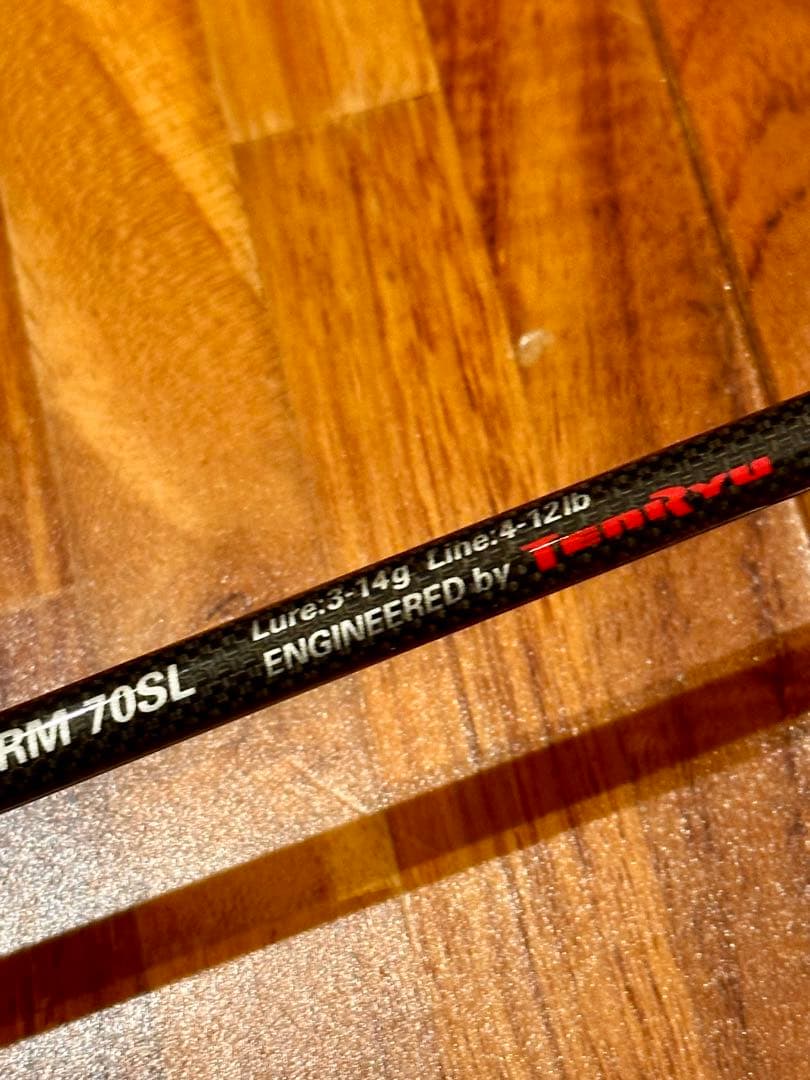 RM 70SL
Lure:3-14g Line:4-12lb
ENGINEERED by TenRyu